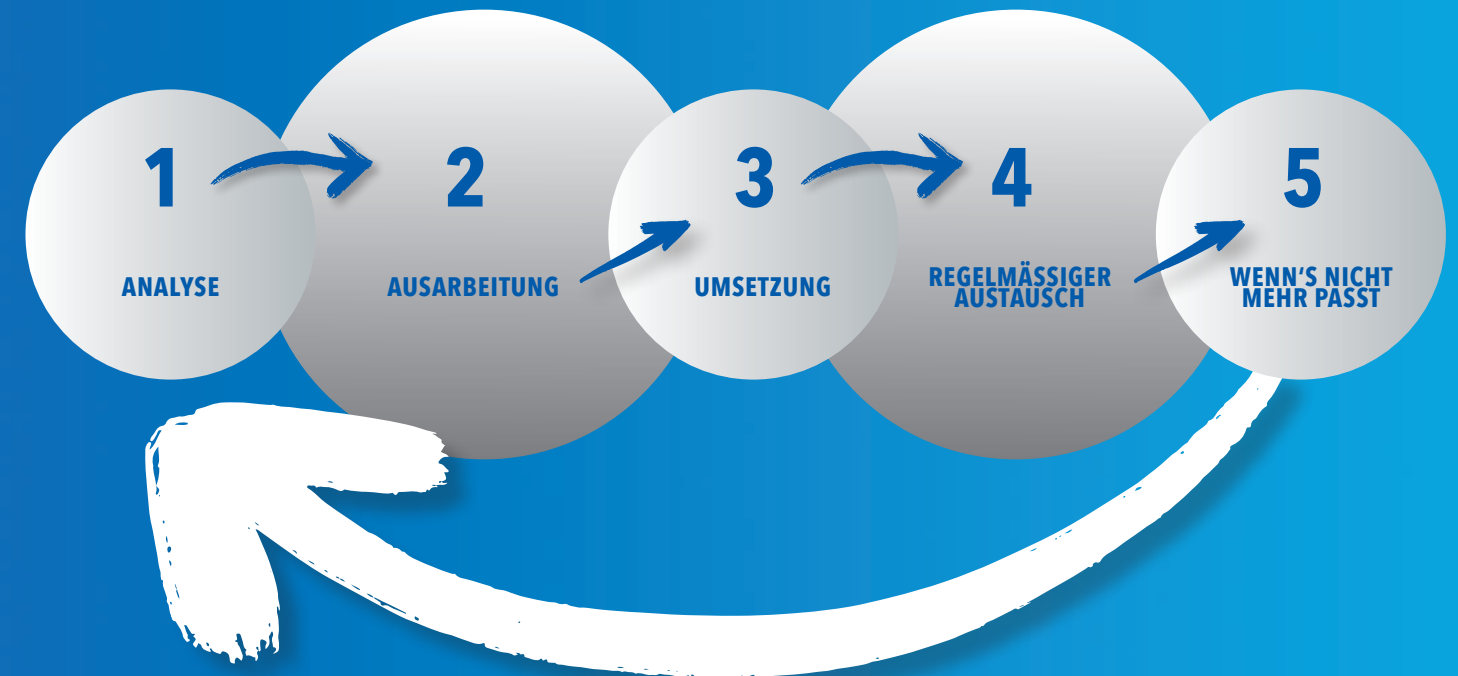 1
ANALYSE
2
AUSARBEITUNG
3
UMSETZUNG
4
REGELMÄSSIGER
AUSTAUSCH
5
WENN'S NICHT
MEHR PASST